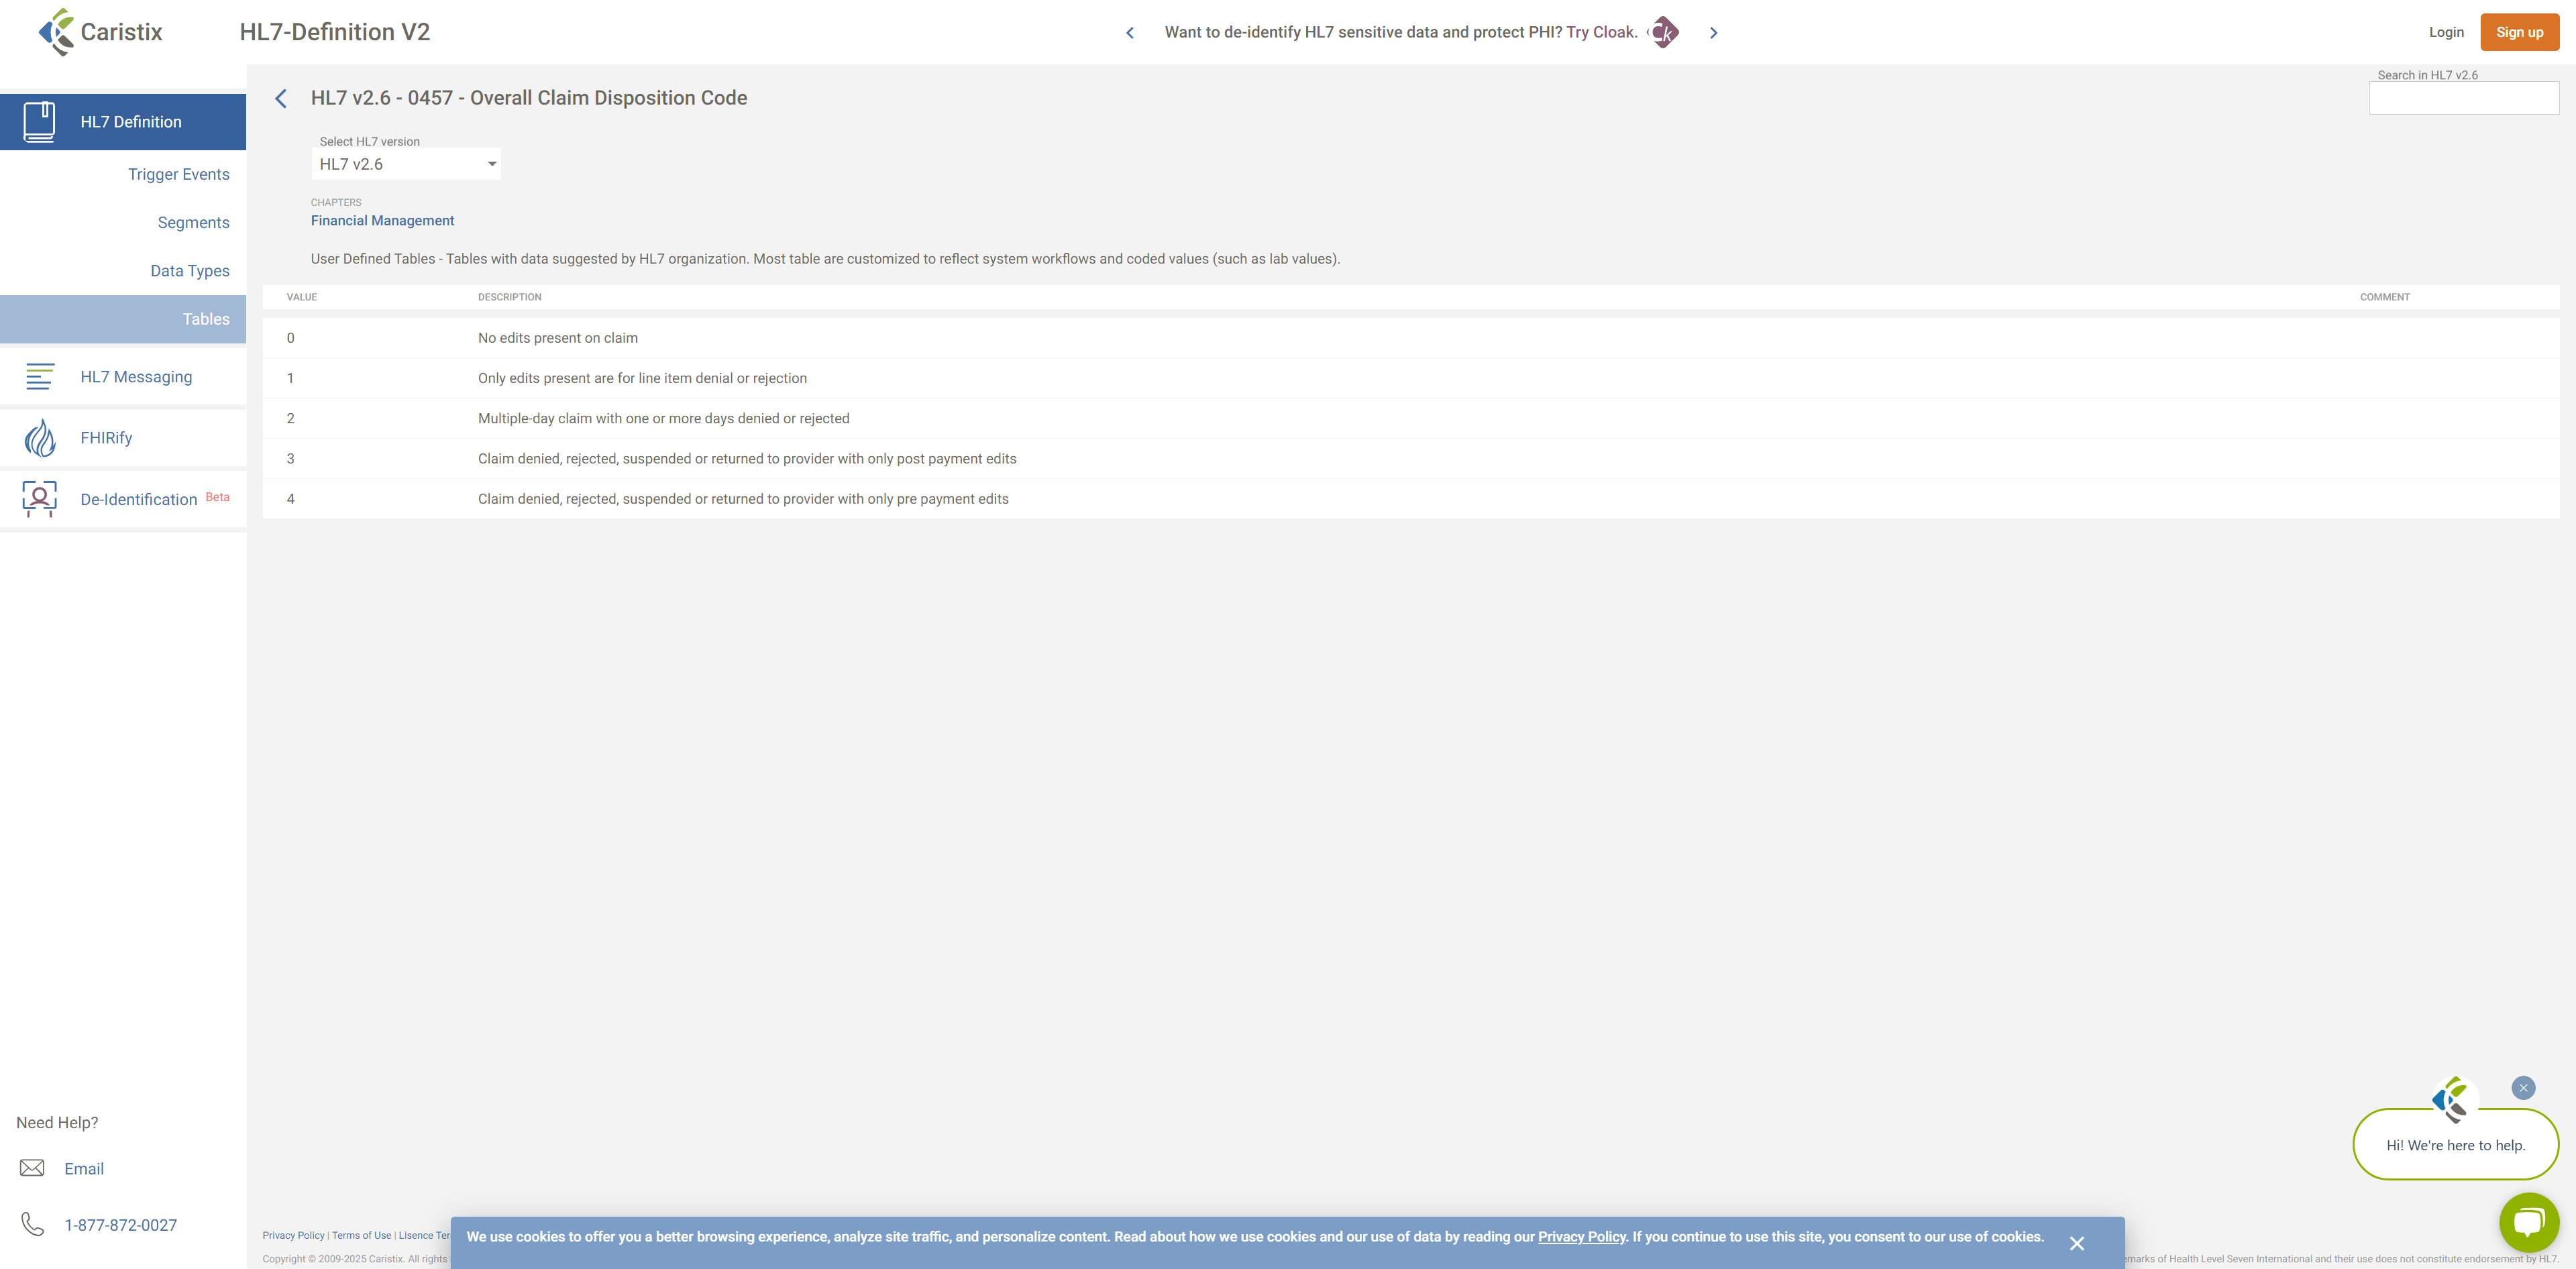 Caristix
HL7-Definition V2
Want to de-identify HL7 sensitive data and protect PHI? Try Cloak.
Ck
Login
Sign up
HL7 Definition
Trigger Events
Segments
Data Types
Tables
HL7 Messaging
FHIRify
De-Identification Beta
Need Help?
Email
1-877-872-0027
HL7 v2.6 - 0457 - Overall Claim Disposition Code
Search in HL7 v2.6
Select HL7 version
HL7 v2.6
CHAPTERS
Financial Management
User Defined Tables - Tables with data suggested by HL7 organization. Most table are customized to reflect system workflows and coded values (such as lab values).
VALUE DESCRIPTION COMMENT
0 No edits present on claim
1 Only edits present are for line item denial or rejection
2 Multiple-day claim with one or more days denied or rejected
3 Claim denied, rejected, suspended or returned to provider with only post payment edits
4 Claim denied, rejected, suspended or returned to provider with only pre payment edits
Hi! We're here to help.
Privacy Policy | Terms of Use | Lisence Ter
We use cookies to offer you a better browsing experience, analyze site traffic, and personalize content. Read about how we use cookies and our use of data by reading our Privacy Policy. If you continue to use this site, you consent to our use of cookies.
Copyright © 2009-2025 Caristix. All rights
emarks of Health Level Seven International and their use does not constitute endorsement by HL7.